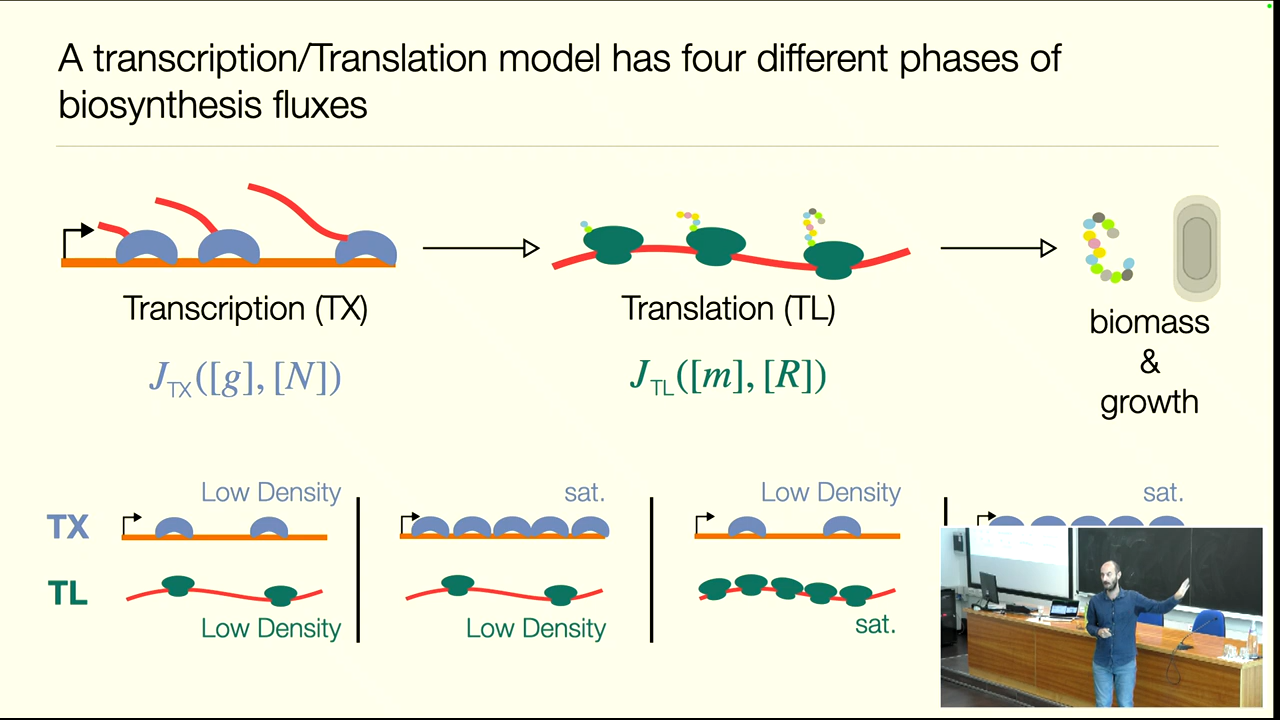 A transcription/Translation model has four different phases of
biosynthesis fluxes
Transcription (TX)
Translation (TL)
biomass
&
growth
J_TX([g], [N])
J_TL([m], [R])
Low Density
sat.
Low Density
sat.
TX
TL
Low Density
Low Density
sat.